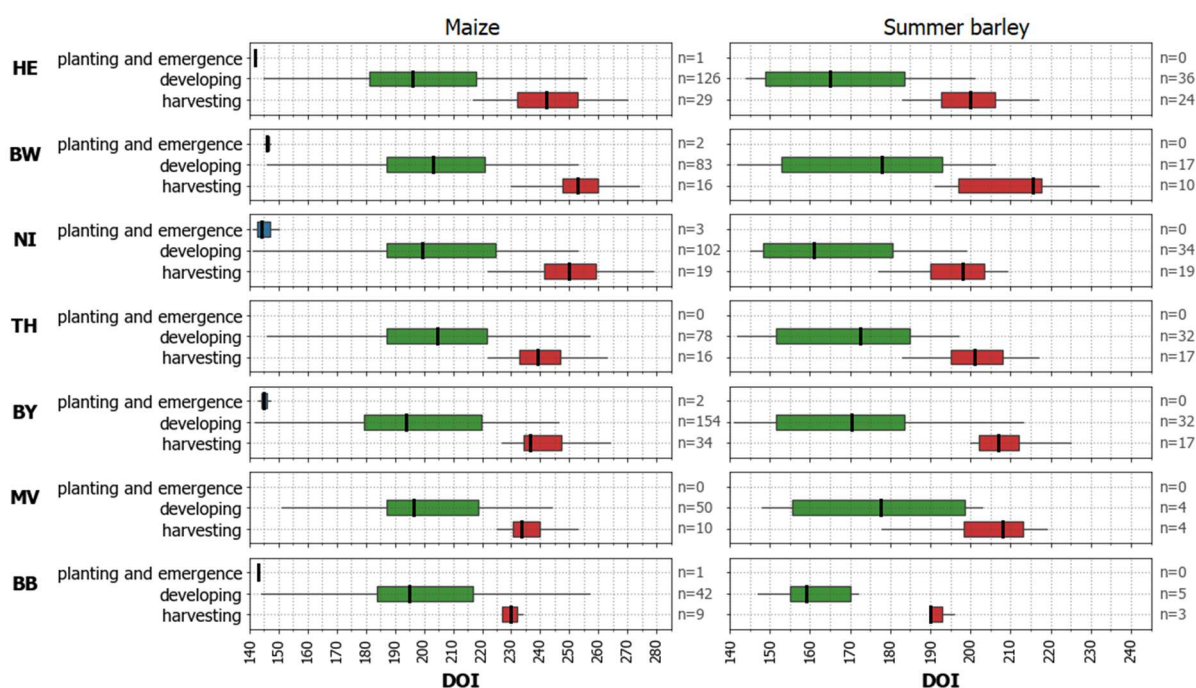 Maize Summer barley
HE planting and emergence n=1 n=0
developing n=126 n=36
harvesting n=29 n=24
BW planting and emergence n=2 n=0
developing n=83 n=17
harvesting n=16 n=10
NI planting and emergence n=3 n=0
developing n=102 n=34
harvesting n=19 n=19
TH planting and emergence n=0 n=0
developing n=78 n=32
harvesting n=16 n=17
BY planting and emergence n=2 n=0
developing n=154 n=32
harvesting n=34 n=17
MV planting and emergence n=0 n=0
developing n=50 n=4
harvesting n=10 n=4
BB planting and emergence n=1 n=0
developing n=42 n=5
harvesting n=9 n=3
140 150 160 170 180 190 200 210 220 230 240 250 260 270 280 140 150 160 170 180 190 200 210 220 230 240
DOI DOI